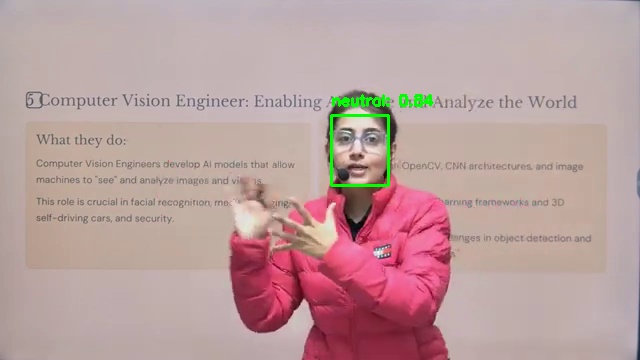 5 Computer Vision Engineer: Enabling A Analyze the World
neutral: 0.84
What they do:
Computer Vision Engineers develop AI models that allow
machines to "see" and analyze images and
This role is crucial in facial recognition,
self-driving cars, and security.
OpenCV, CNN architectures, and image
frameworks and 3D
in object detection and